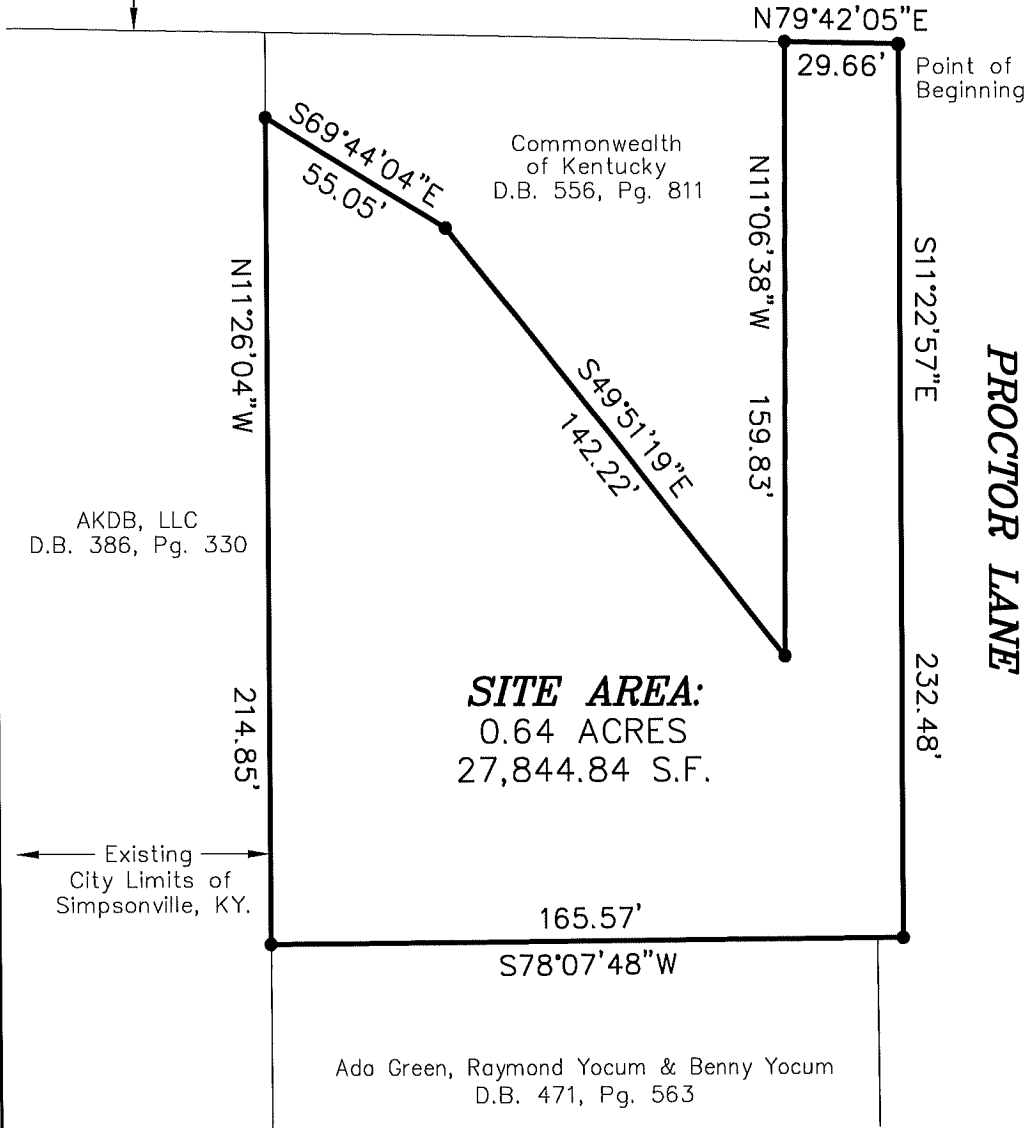 N79°42'05"E
29.66'
Point of
Beginning
S69°44'04"E
55.05'
Commonwealth
of Kentucky
D.B. 556, Pg. 811
N11°06'38"W 159.83'
S11°22'57"E 232.48'
PROCTOR LANE
N11°26'04"W 214.85'
S49°51'19"E
142.22'
AKDB, LLC
D.B. 386, Pg. 330
SITE AREA:
0.64 ACRES
27,844.84 S.F.
Existing
City Limits of
Simpsonville, KY.
165.57'
S78°07'48"W
Ada Green, Raymond Yocum & Benny Yocum
D.B. 471, Pg. 563